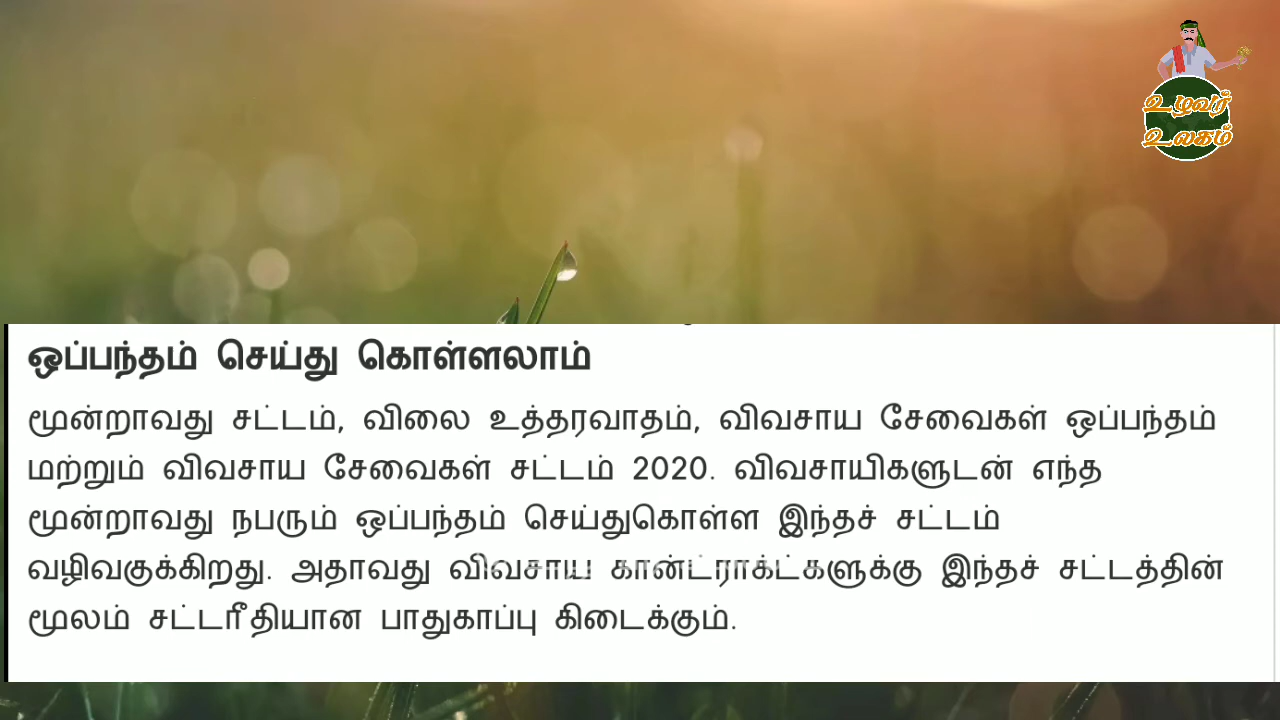 உழவர்
உலகம்
ஒப்பந்தம் செய்து கொள்ளலாம்
மூன்றாவது சட்டம், விலை உத்தரவாதம், விவசாய சேவைகள் ஒப்பந்தம்
மற்றும் விவசாய சேவைகள் சட்டம் 2020. விவசாயிகளுடன் எந்த
மூன்றாவது நபரும் ஒப்பந்தம் செய்துகொள்ள இந்தச் சட்டம்
வழிவகுக்கிறது. அதாவது விவசாய கான்ட்ராக்ட்களுக்கு இந்தச் சட்டத்தின்
மூலம் சட்டரீதியான பாதுகாப்பு கிடைக்கும்.